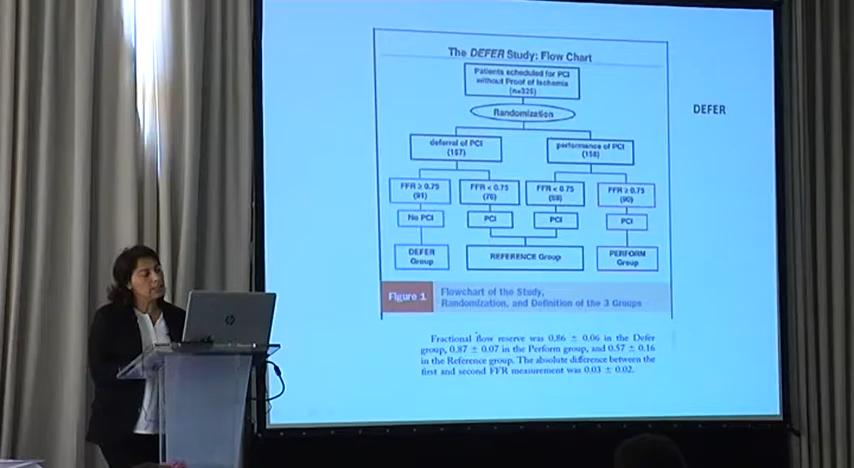 The DEFER Study: Flow Chart
Patients scheduled for PCI
without Proof of Ischemia
(n=325)
Randomization
deferral of PCI
(167)
performance of PCI
(158)
FFR ≥ 0.75
(91)
FFR < 0.75
(76)
FFR < 0.75
(68)
FFR ≥ 0.75
(90)
No PCI
PCI
PCI
PCI
DEFER
Group
REFERENCE Group
PERFORM
Group
Figure 1
Flowchart of the Study,
Randomization, and Definition of the 3 Groups
Fractional flow reserve was 0.86 ± 0.06 in the Defer
group, 0.87 ± 0.07 in the Perform group, and 0.57 ± 0.16
in the Reference group. The absolute difference between the
first and second FFR measurement was 0.03 ± 0.02.
DEFER
hp